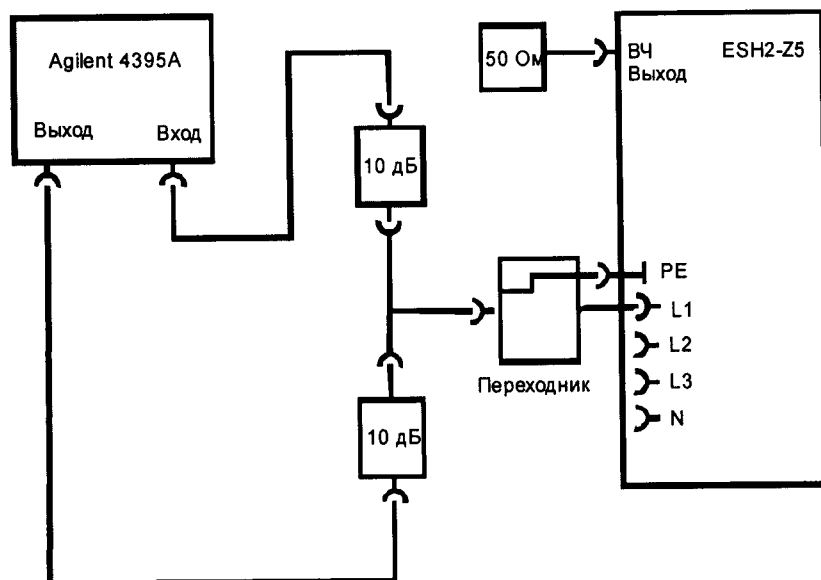 Agilent 4395A
Выход
Вход
10 дБ
10 дБ
50 Ом
ВЧ
Выход
ESH2-Z5
PE
L1
L2
L3
N
Переходник